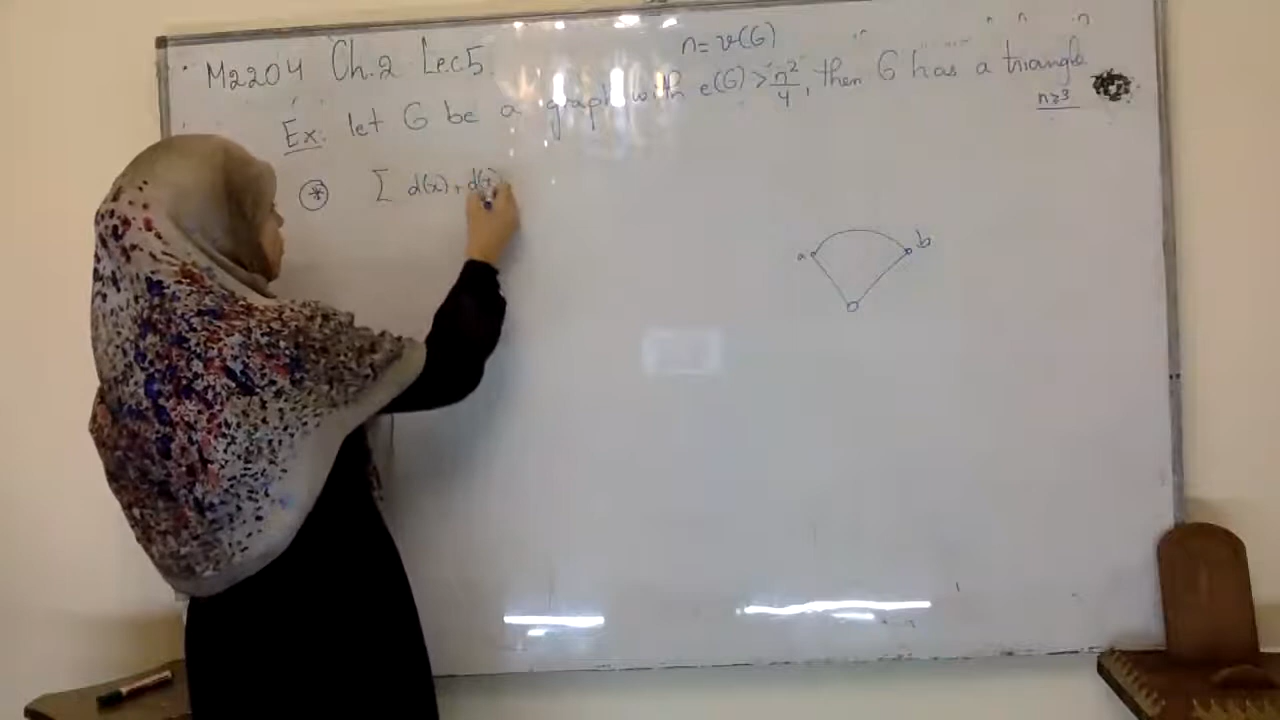 M2204 Ch.2 Lec5
n = v(G)
Ex: let G be a graph with e(G) > n²/4, then G has a triangle
n≥3
* ∑ d(x) + d(y)
a b